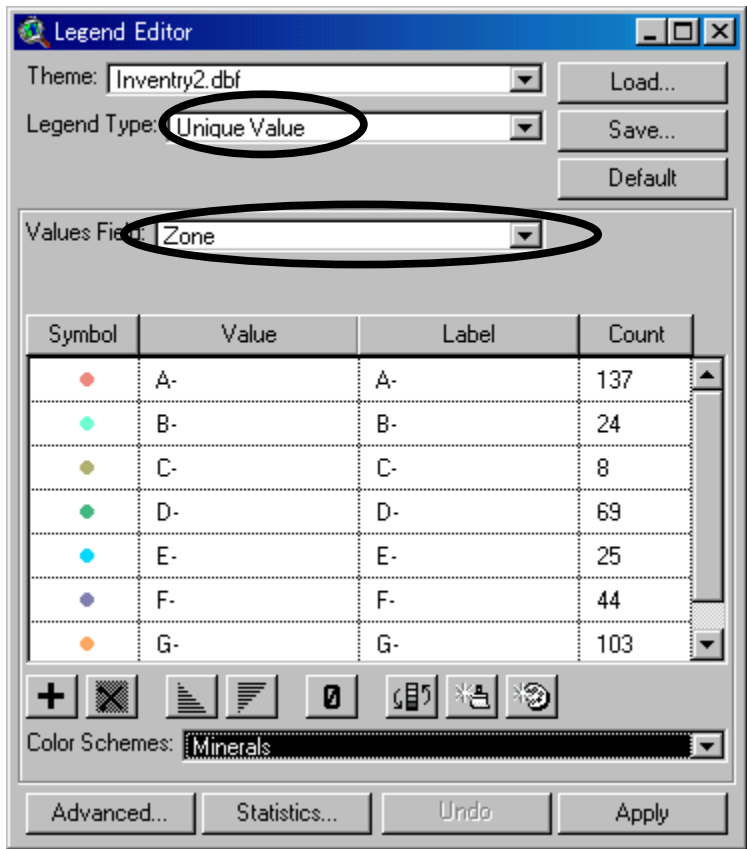 Legend Editor
Theme: Inventry2.dbf Load...
Legend Type: Unique Value Save...
Default
Values Field: Zone
Symbol Value Label Count
A- A- 137
B- B- 24
C- C- 8
D- D- 69
E- E- 25
F- F- 44
G- G- 103
0
Color Schemes: Minerals
Advanced... Statistics... Undo Apply